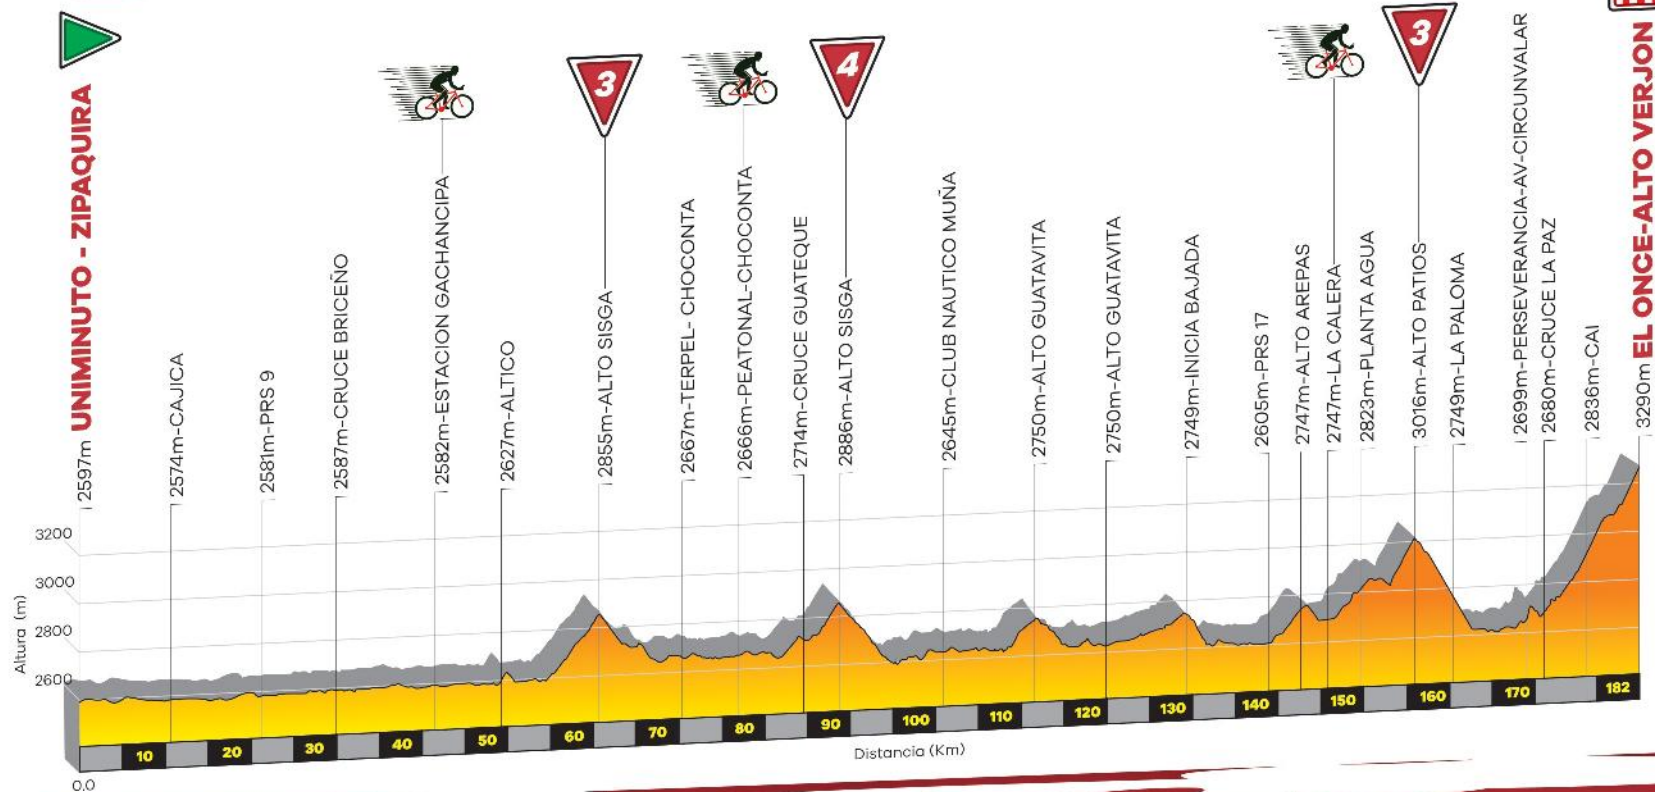 2597m UNIMINUTO - ZIPAQUIRA
2574m-CAJICA
2581m-PRS 9
2587m-CRUCE BRICEÑO
2582m-ESTACION GACHANCIPA
2627m-ALTICO
3
2855m-ALTO SISGA
2667m-TERPEL- CHOCONTA
2666m-PEATONAL-CHOCONTA
2714m-CRUCE GUATEQUE
4
2886m-ALTO SISGA
2645m-CLUB NAUTICO MUÑA
2750m-ALTO GUATAVITA
2750m-ALTO GUATAVITA
2749m-INICIA BAJADA
2605m-PRS 17
2747m-ALTO AREPAS
2747m-LA CALERA
2823m-PLANTA AGUA
3
3016m-ALTO PATIOS
2749m-LA PALOMA
2699m-PERSEVERANCIA-AV-CIRCUNVALAR
2680m-CRUCE LA PAZ
2836m-CAI
3290m EL ONCE-ALTO VERJON
Altura (m)
3200
3000
2800
2600
0.0
10 20 30 40 50 60 70 80 90 100 110 120 130 140 150 160 170 182
Distancia (Km)